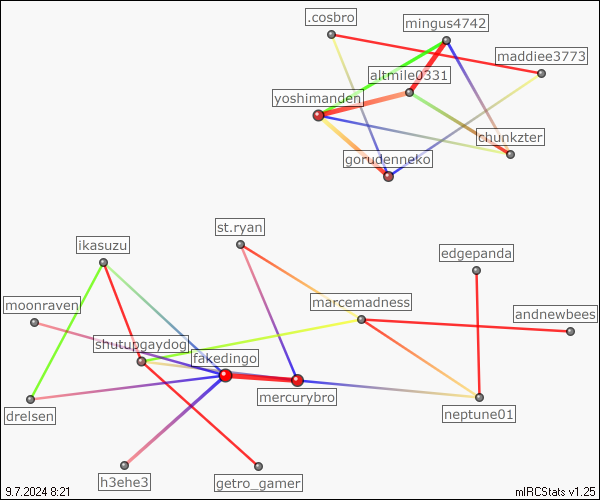 .cosbro
mingus4742
maddiee3773
altmile0331
yoshimanden
chunkzter
gorudenneko
st.ryan
ikasuzu
edgepanda
moonraven
marcemadness
andnewbees
shutupgaydog
fakedingo
mercurybro
drelsen
neptune01
h3ehe3
getro_gamer
9.7.2024 8:21
mIRCStats v1.25